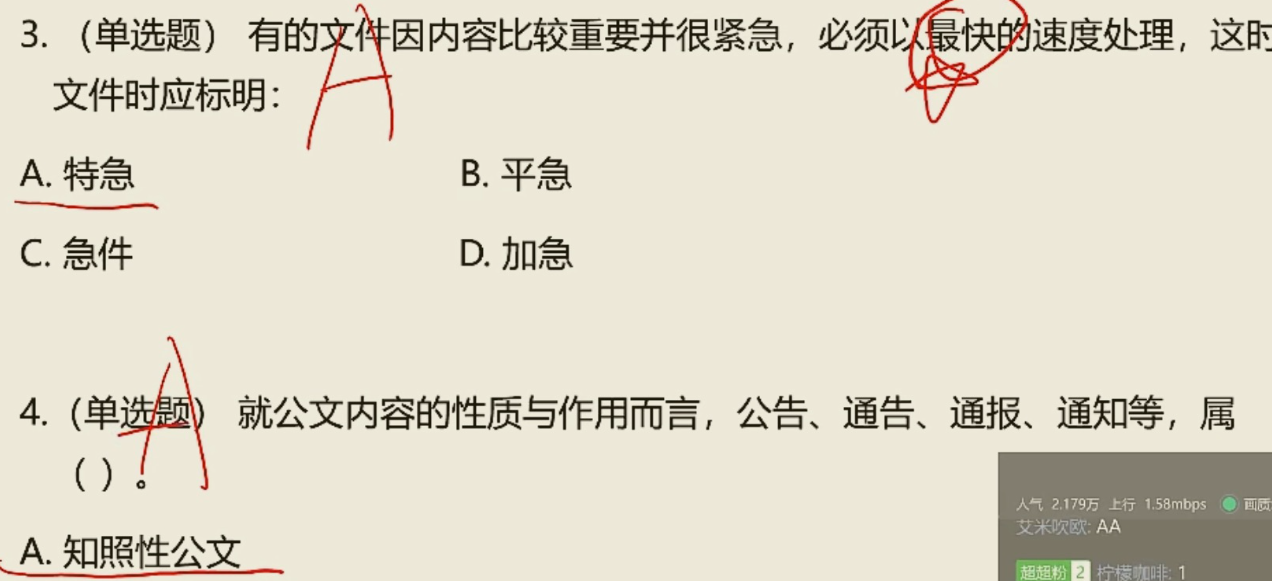 3. （单选题） 有的文件因内容比较重要并很紧急，必须以最快的速度处理，这时
文件时应标明：
A
A. 特急
B. 平急
C. 急件
D. 加急
4.（单选题） 就公文内容的性质与作用而言，公告、通告、通报、通知等，属
（ ）。
A
A. 知照性公文
人气 2.179万 上行 1.58mbps 画质
艾米吹欧: AA
超超粉 2 柠檬咖啡: 1